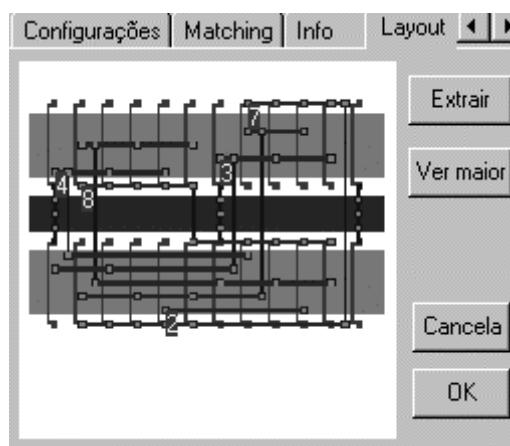 Configurações Matching Info Layout
Extrair
7
Ver maior
3
4
8
Cancela
2
OK